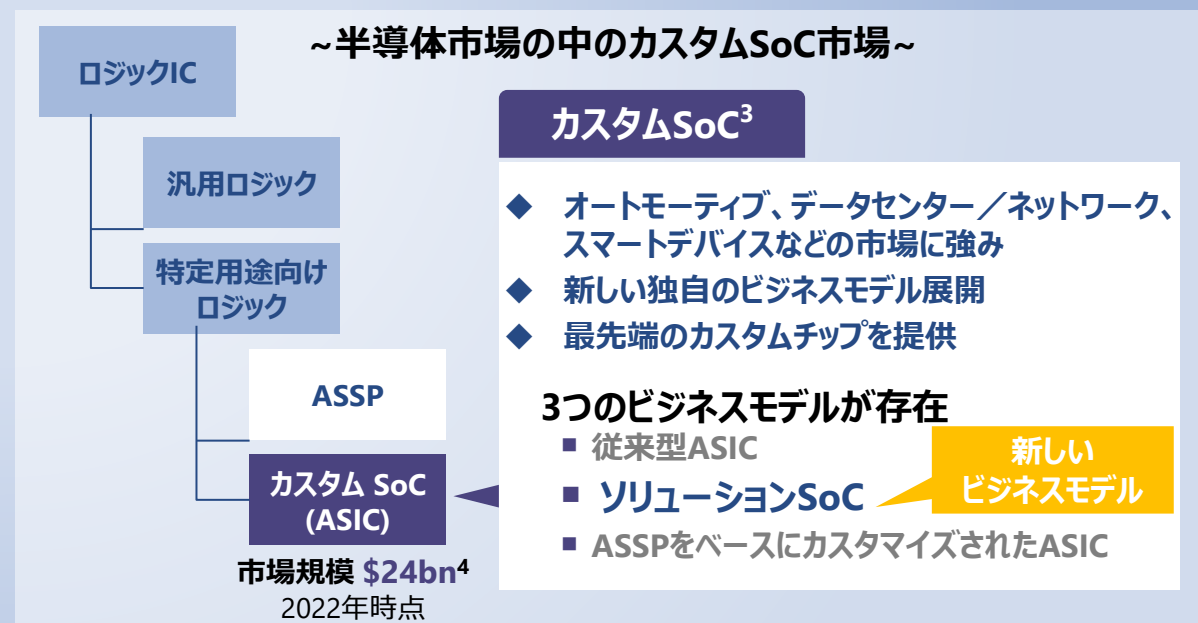 ~半導体市場の中のカスタムSoC市場~
ロジックIC
汎用ロジック
特定用途向け
ロジック
ASSP
カスタム SoC
(ASIC)
市場規模 $24bn4
2022年時点
カスタムSoC3
◆ オートモーティブ、データセンター／ネットワーク、
スマートデバイスなどの市場に強み
◆ 新しい独自のビジネスモデル展開
◆ 最先端のカスタムチップを提供
3つのビジネスモデルが存在
■ 従来型ASIC
■ ソリューションSoC
■ ASSPをベースにカスタマイズされたASIC
新しい
ビジネスモデル